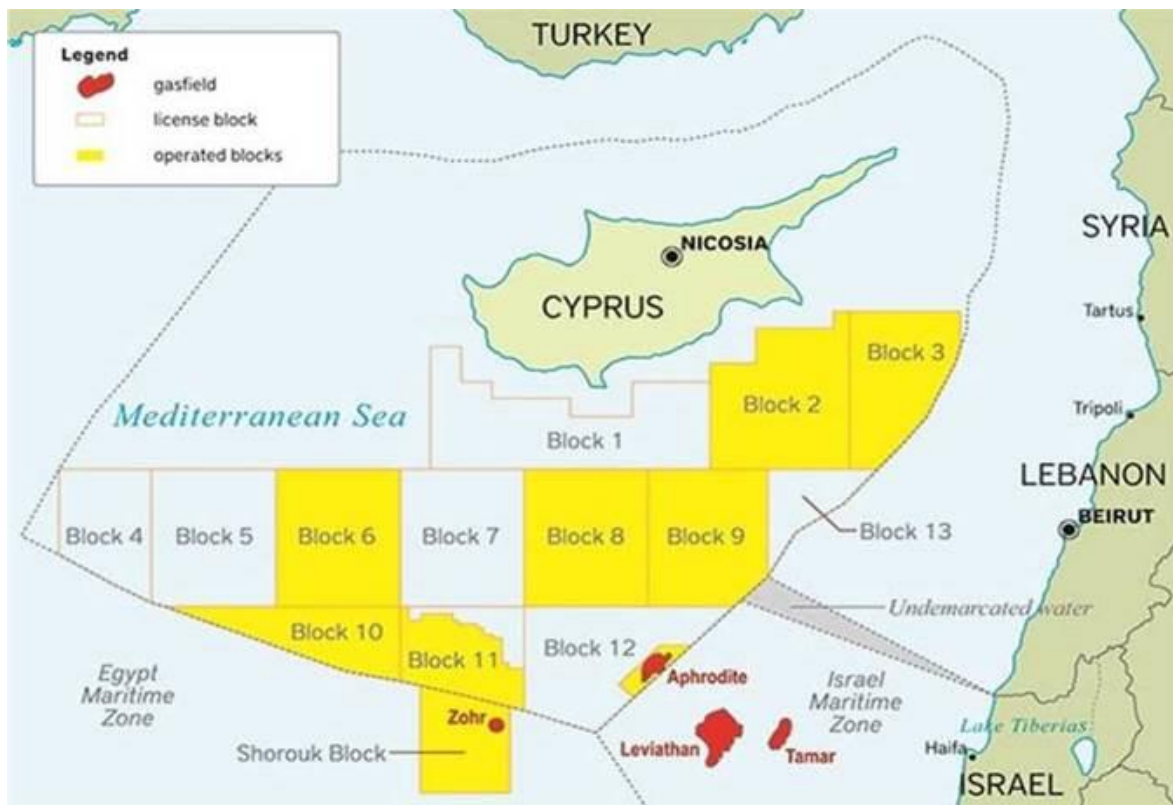 TURKEY
Legend
gasfield
license block
operated blocks
NICOSIA
CYPRUS
SYRIA
Tartus
Block 3
Block 2
Mediterranean Sea
Block 1
Tripoli
LEBANON
BEIRUT
Block 4
Block 5
Block 6
Block 7
Block 8
Block 9
Block 13
Undemarcated water
Block 10
Block 11
Block 12
Aphrodite
Egypt
Maritime
Zone
Israel
Maritime
Zone
Zohr
Shorouk Block
Leviathan
Tamar
Lake Tiberias
Haifa
ISRAEL